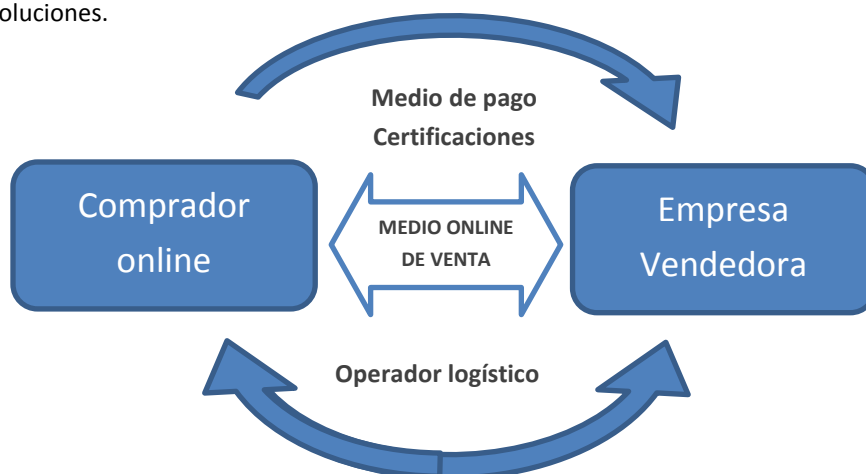 oluciones.
Medio de pago
Certificaciones
Comprador
online
MEDIO ONLINE
DE VENTA
Empresa
Vendedora
Operador logístico